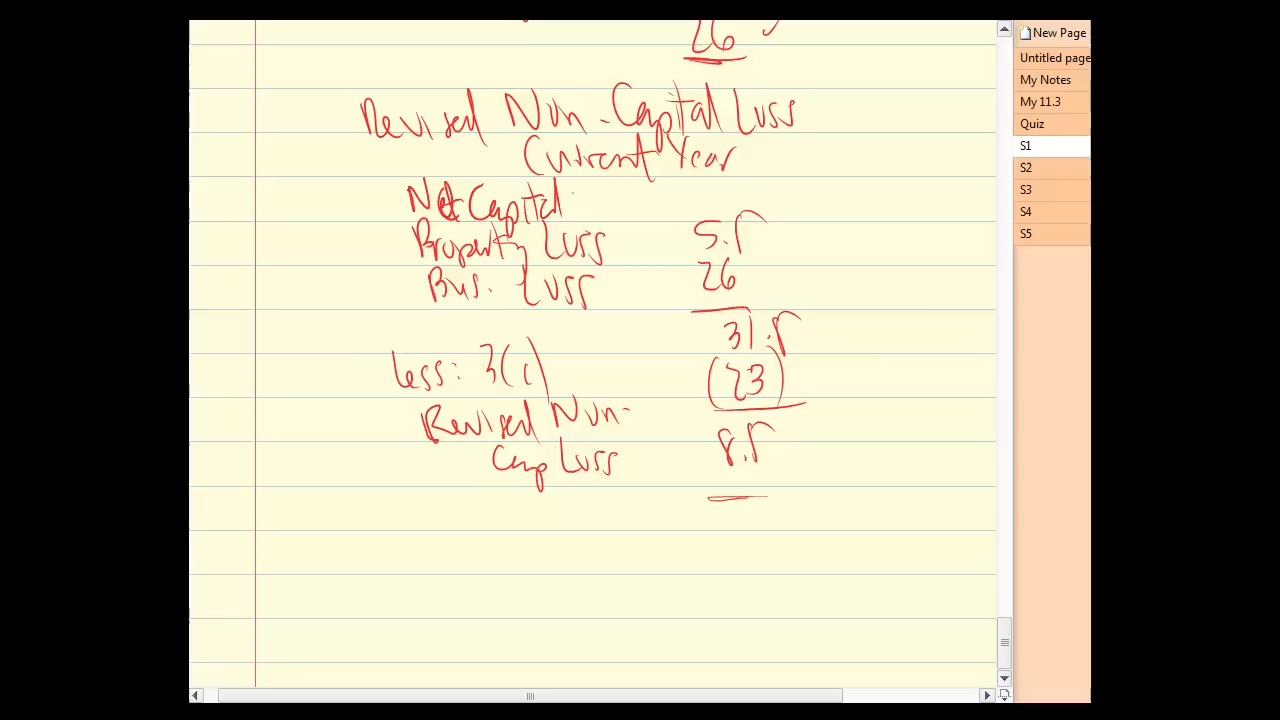 26
Revised Non-Capital Loss
Current Year
Net Capital
Property Loss 5.5
Bus. Loss 26
31.5
less: 3(c) (23)
Revised Non-
Cap Loss 8.5
New Page
Untitled page
My Notes
My 11.3
Quiz
S1
S2
S3
S4
S5